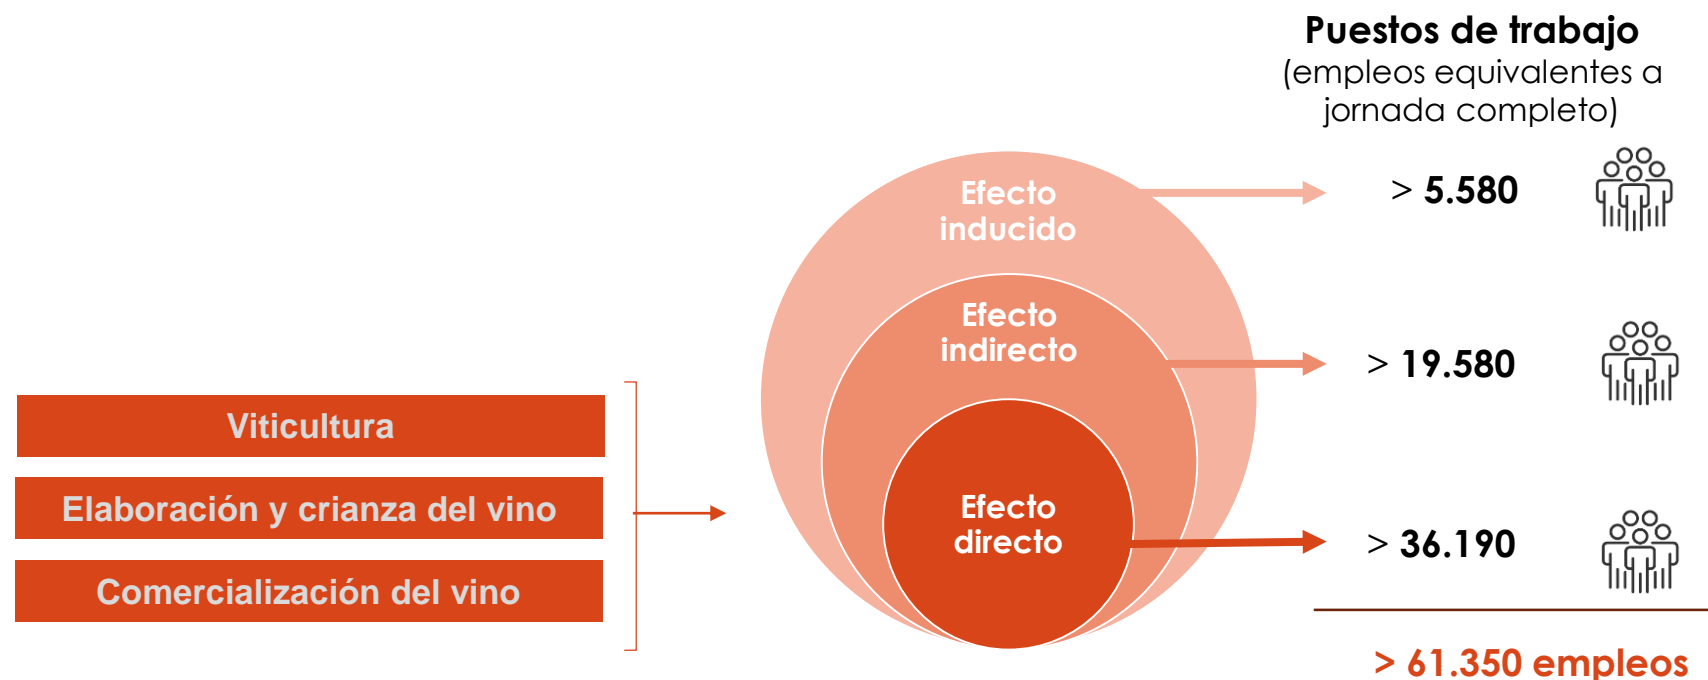 Puestos de trabajo
(empleos equivalentes a
jornada completo)
Efecto
inducido
> 5.580
Efecto
indirecto
> 19.580
Viticultura
Elaboración y crianza del vino
Comercialización del vino
Efecto
directo
> 36.190
> 61.350 empleos